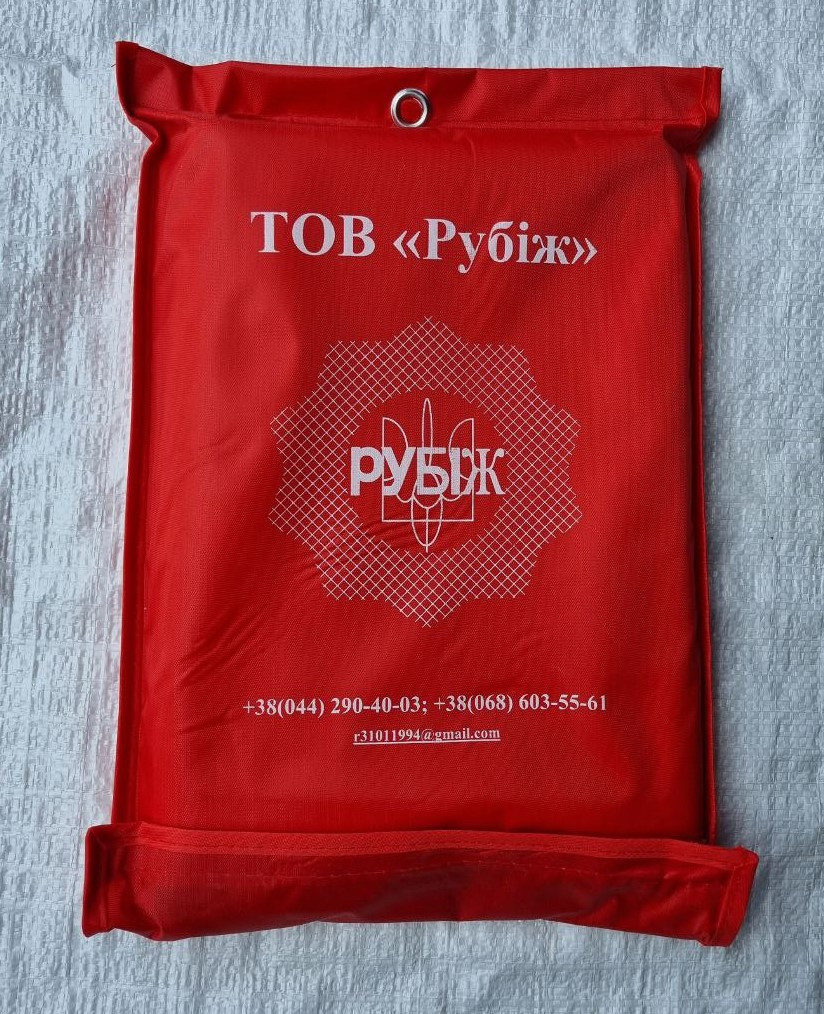 ТОВ «Рубіж»
РУБІЖ
+38(044) 290-40-03; +38(068) 603-55-61
r31011994@gmail.com